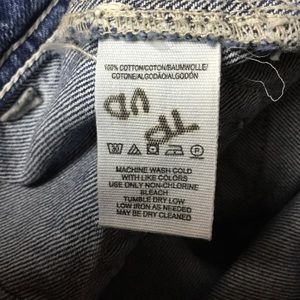 100% COTTON/COTON/BAUMWOLLE/
COTONE/ALGODÃO/ALGODÓN
MACHINE WASH COLD
WITH LIKE COLORS
USE ONLY NON-CHLORINE
BLEACH
TUMBLE DRY LOW
LOW IRON AS NEEDED
MAY BE DRY CLEANED